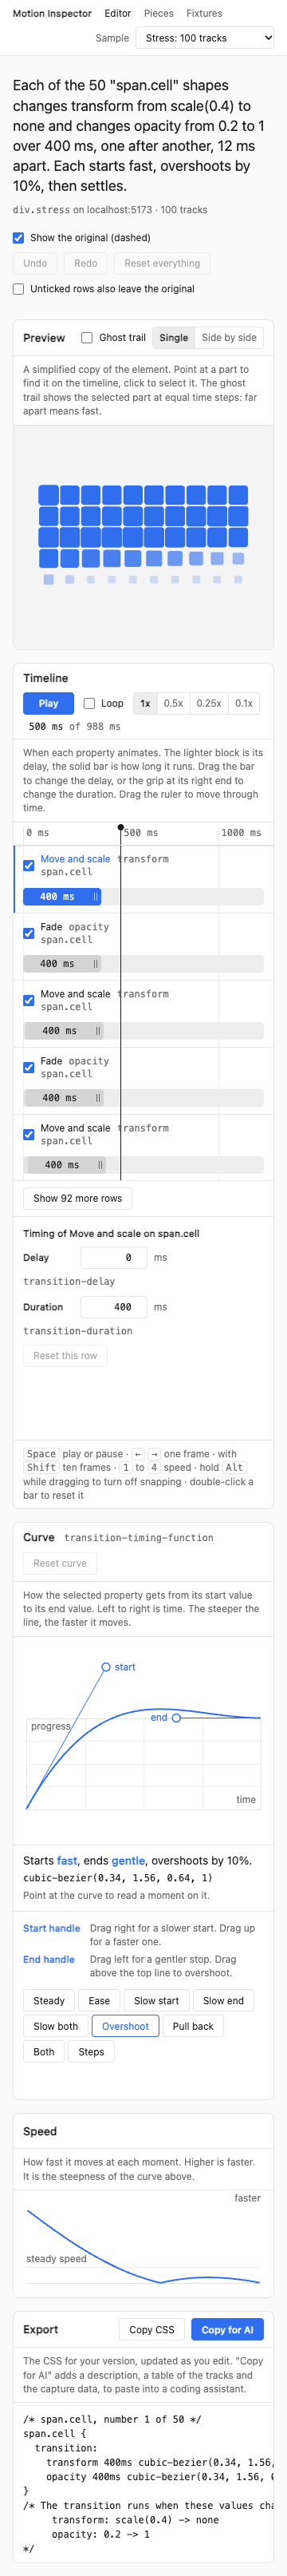 Motion Inspector Editor Pieces Fixtures
Sample Stress: 100 tracks
Each of the 50 "span.cell" shapes
changes transform from scale(0.4) to
none and changes opacity from 0.2 to 1
over 400 ms, one after another, 12 ms
apart. Each starts fast, overshoots by
10%, then settles.
div.stress on localhost:5173 · 100 tracks
Show the original (dashed)
Undo Redo Reset everything
Unticked rows also leave the original
Preview Ghost trail Single Side by side
A simplified copy of the element. Point at a part to
find it on the timeline, click to select it. The ghost
trail shows the selected part at equal time steps: far
apart means fast.
Timeline
Play Loop 1x 0.5x 0.25x 0.1x
500 ms of 988 ms
When each property animates. The lighter block is its
delay, the solid bar is how long it runs. Drag the bar
to change the delay, or the grip at its right end to
change the duration. Drag the ruler to move through
time.
0 ms 500 ms 1000 ms
Move and scale transform
span.cell
400 ms
Fade opacity
span.cell
400 ms
Move and scale transform
span.cell
400 ms
Fade opacity
span.cell
400 ms
Move and scale transform
span.cell
400 ms
Show 92 more rows
Timing of Move and scale on span.cell
Delay 0 ms
transition-delay
Duration 400 ms
transition-duration
Reset this row
Space play or pause · ← → one frame · with
Shift ten frames · 1 to 4 speed · hold Alt
while dragging to turn off snapping · double-click a
bar to reset it
Curve transition-timing-function
Reset curve
How the selected property gets from its start value
to its end value. Left to right is time. The steeper the
line, the faster it moves.
start
end
progress
time
Starts fast, ends gentle, overshoots by 10%.
cubic-bezier(0.34, 1.56, 0.64, 1)
Point at the curve to read a moment on it.
Start handle Drag right for a slower start. Drag up
for a faster one.
End handle Drag left for a gentler stop. Drag
above the top line to overshoot.
Steady Ease Slow start Slow end
Slow both Overshoot Pull back
Both Steps
Speed
How fast it moves at each moment. Higher is faster.
It is the steepness of the curve above.
faster
steady speed
Export Copy CSS Copy for AI
The CSS for your version, updated as you edit. "Copy
for AI" adds a description, a table of the tracks and
the capture data, to paste into a coding assistant.
/* span.cell, number 1 of 50 */
span.cell {
transition:
transform 400ms cubic-bezier(0.34, 1.56,
opacity 400ms cubic-bezier(0.34, 1.56,
}
/* The transition runs when these values
transform: scale(0.4) -> none
opacity: 0.2 -> 1
*/